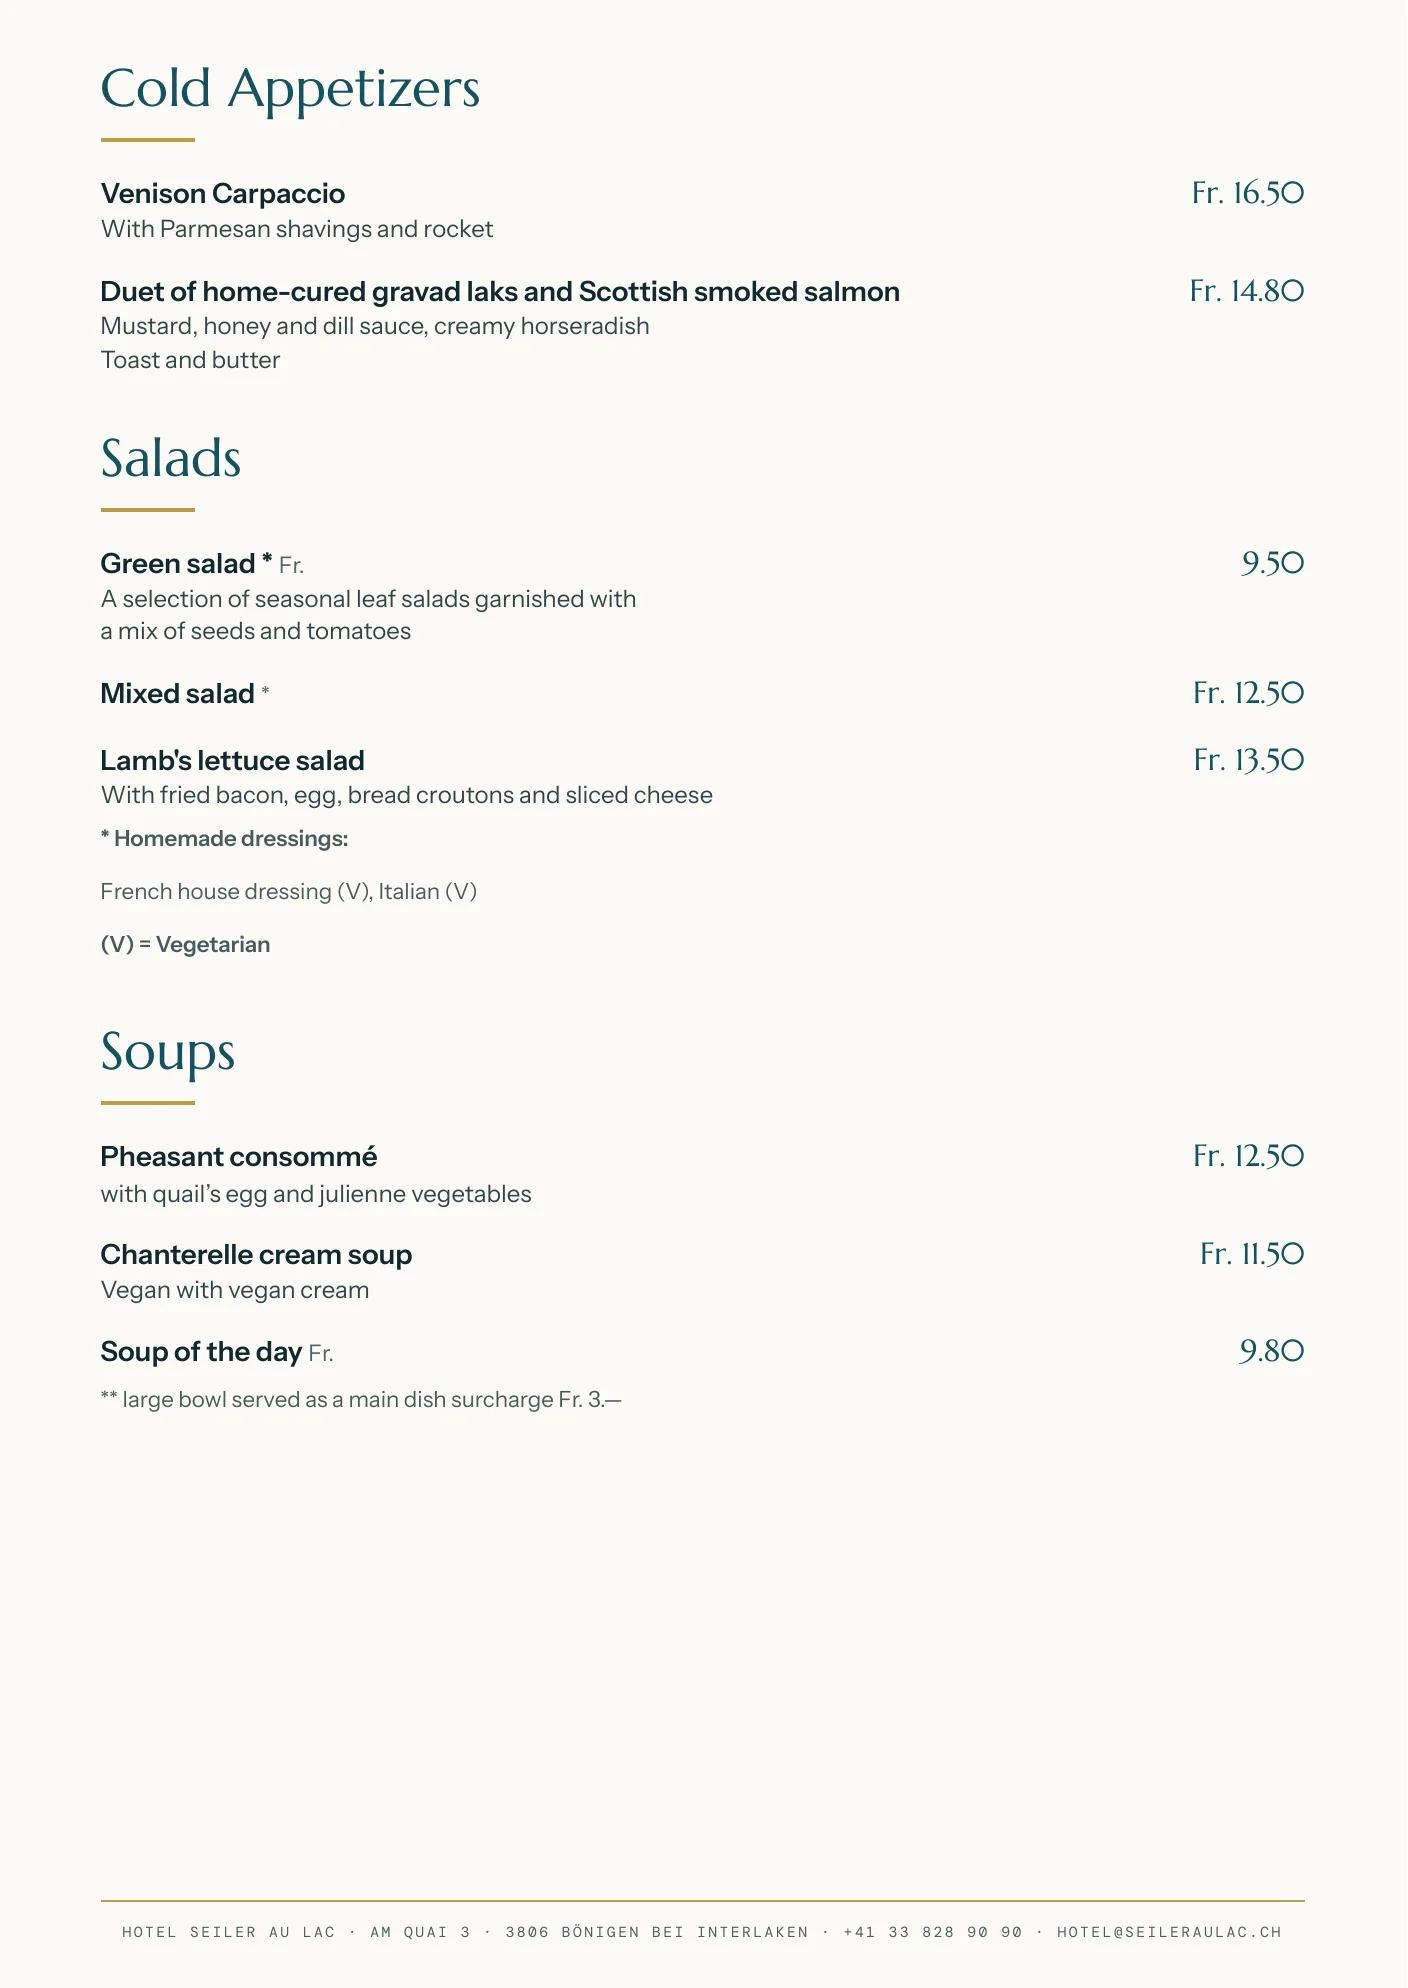 Cold Appetizers
Venison Carpaccio Fr. 16.50
With Parmesan shavings and rocket
Duet of home-cured gravad laks and Scottish smoked salmon Fr. 14.80
Mustard, honey and dill sauce, creamy horseradish
Toast and butter
Salads
Green salad * Fr. 9.50
A selection of seasonal leaf salads garnished with
a mix of seeds and tomatoes
Mixed salad * Fr. 12.50
Lamb's lettuce salad Fr. 13.50
With fried bacon, egg, bread croutons and sliced cheese
* Homemade dressings:
French house dressing (V), Italian (V)
(V) = Vegetarian
Soups
Pheasant consommé Fr. 12.50
with quail’s egg and julienne vegetables
Chanterelle cream soup Fr. 11.50
Vegan with vegan cream
Soup of the day Fr. 9.80
** large bowl served as a main dish surcharge Fr. 3.—
HOTEL SEILER AU LAC · AM QUAI 3 · 3806 BÖNIGEN BEI INTERLAKEN · +41 33 828 90 90 · HOTEL@SEILERAULAC.CH